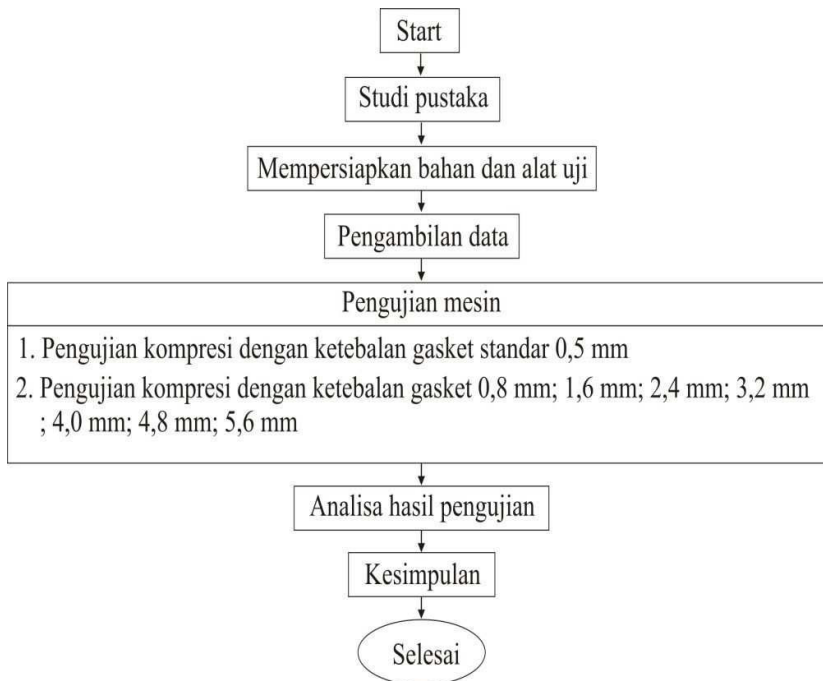 Start
Studi pustaka
Mempersiapkan bahan dan alat uji
Pengambilan data
Pengujian mesin
1. Pengujian kompresi dengan ketebalan gasket standar 0,5 mm
2. Pengujian kompresi dengan ketebalan gasket 0,8 mm; 1,6 mm; 2,4 mm; 3,2 mm
; 4,0 mm; 4,8 mm; 5,6 mm
Analisa hasil pengujian
Kesimpulan
Selesai